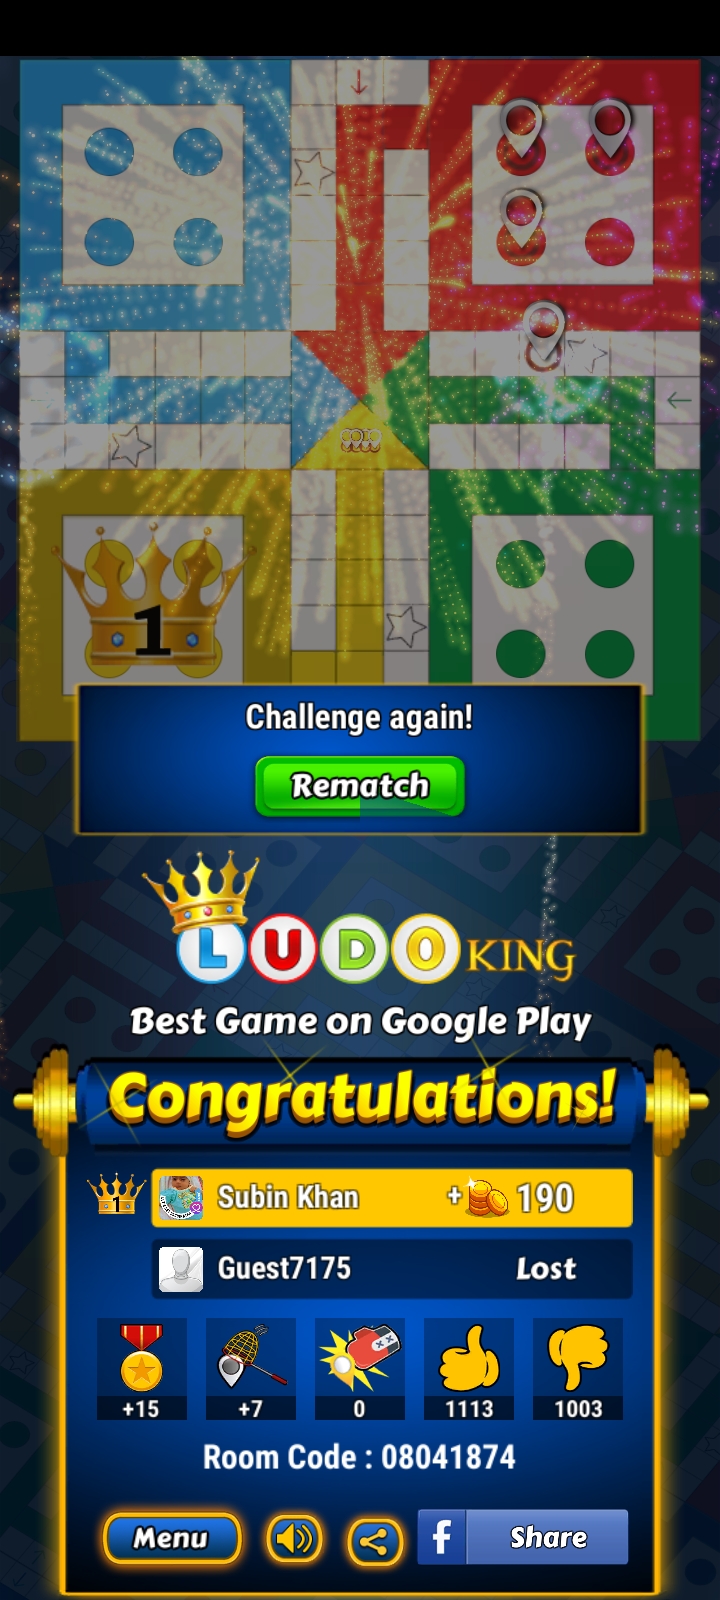 1
Challenge again!
Rematch
LUDO KING
Best Game on Google Play
Congratulations!
1 Subin Khan + 190
Guest7175 Lost
+15 +7 0 1113 1003
Room Code : 08041874
Menu f Share